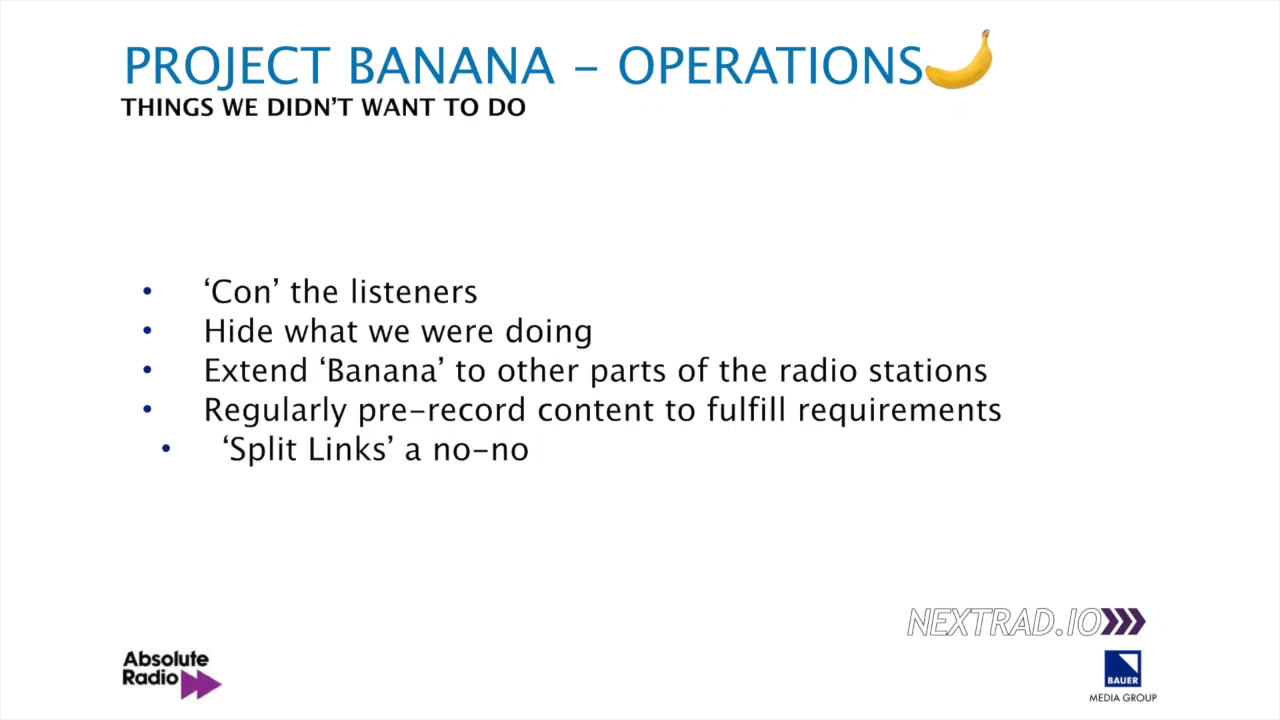 PROJECT BANANA – OPERATIONS
THINGS WE DIDN’T WANT TO DO
• ‘Con’ the listeners
• Hide what we were doing
• Extend ‘Banana’ to other parts of the radio stations
• Regularly pre-record content to fulfill requirements
• ‘Split Links’ a no-no
NEXTRAD.IO
Absolute
Radio
BAUER
MEDIA GROUP